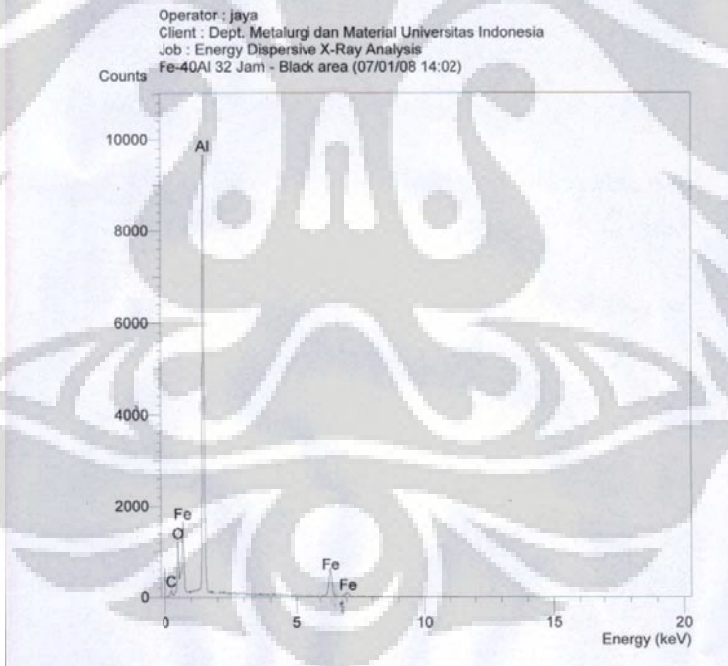 Operator : jaya
Client : Dept. Metalurgi dan Material Universitas Indonesia
Job : Energy Dispersive X-Ray Analysis
Fe-40Al 32 Jam - Black area (07/01/08 14:02)
Counts
10000
Al
8000
6000
4000
2000
Fe
O
C
Fe
Fe
0
0
5
10
15
20
Energy (keV)